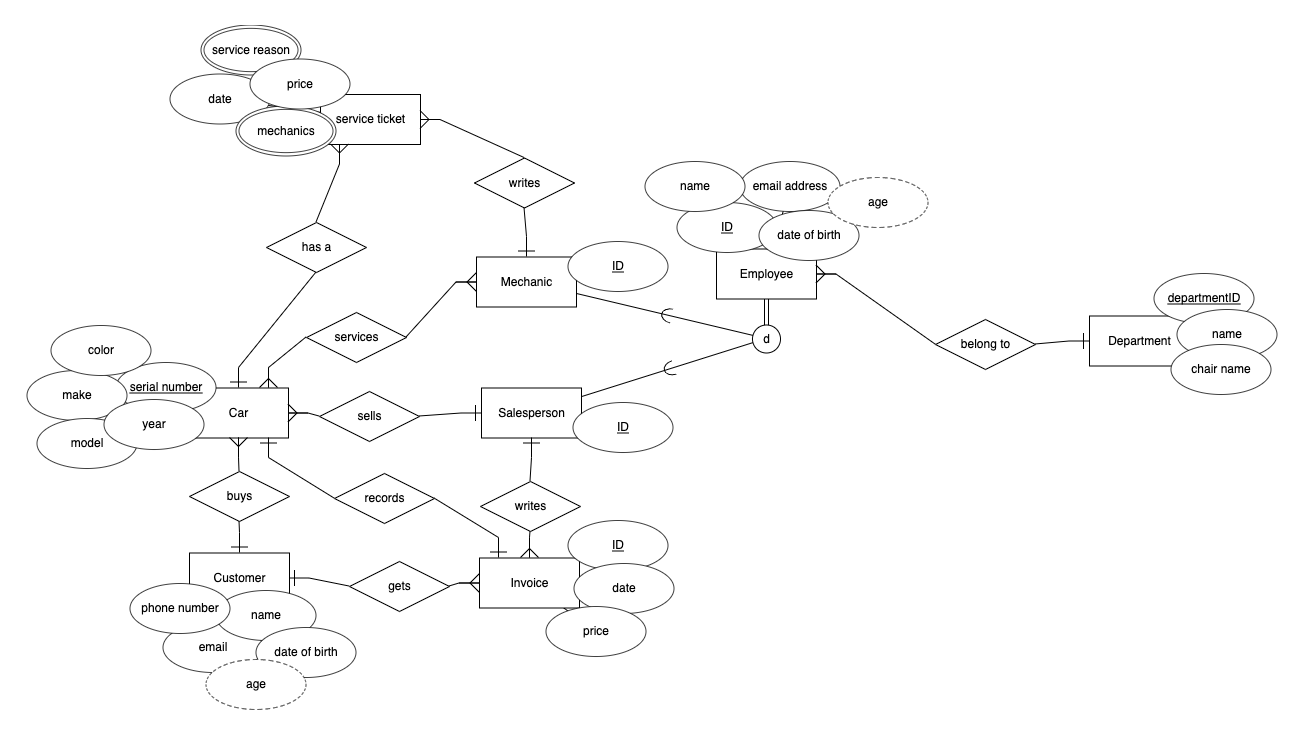 service reason
price
date
service ticket
mechanics
writes
name
email address
age
ID
date of birth
has a
ID
Mechanic
Employee
departmentID
name
services
d
belong to
Department
color
chair name
serial number
make
Car
sells
Salesperson
year
ID
model
buys
records
writes
ID
Customer
gets
Invoice
date
phone number
name
price
email
date of birth
age